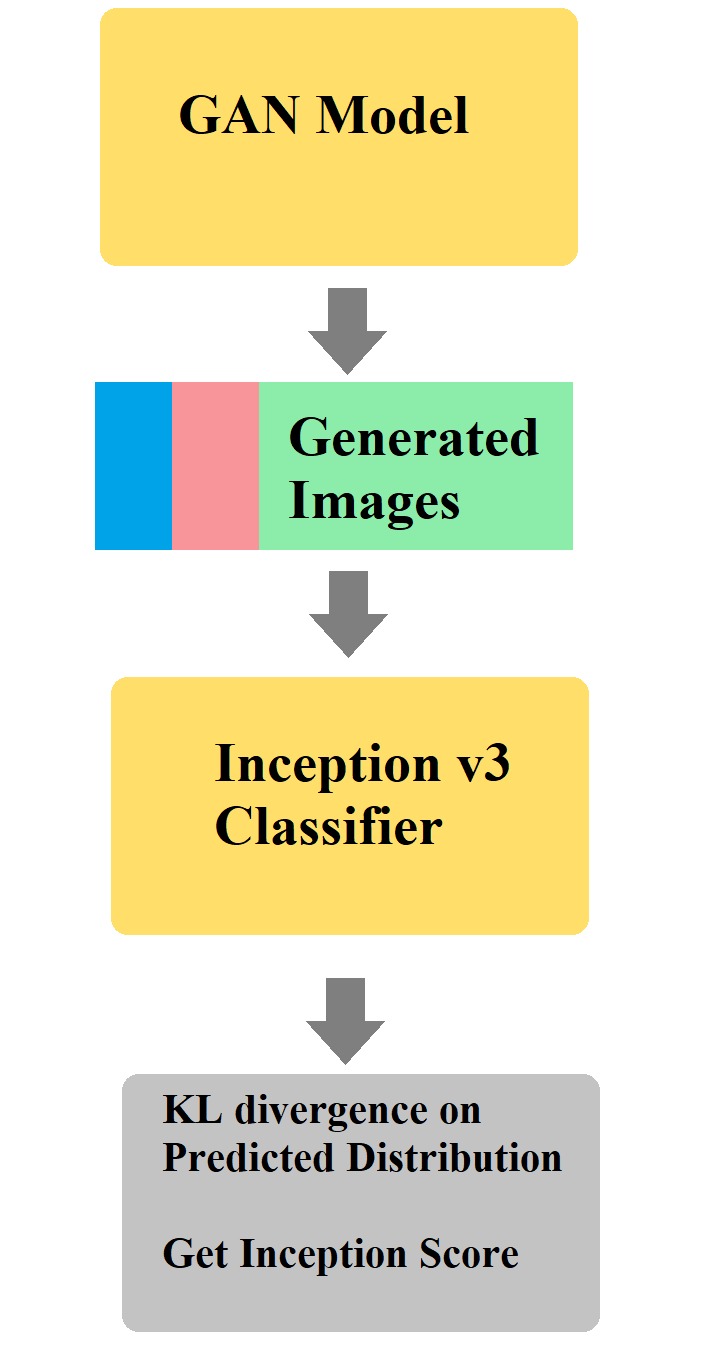 GAN Model
Generated
Images
Inception v3
Classifier
KL divergence on
Predicted Distribution
Get Inception Score